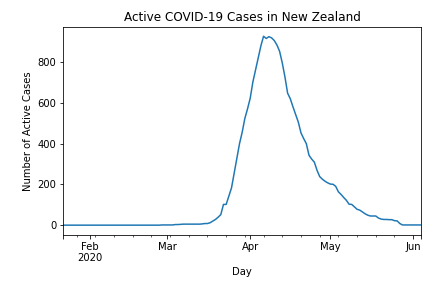 Active COVID-19 Cases in New Zealand
Number of Active Cases
800
600
400
200
0
Feb Mar Apr May Jun
2020
Day